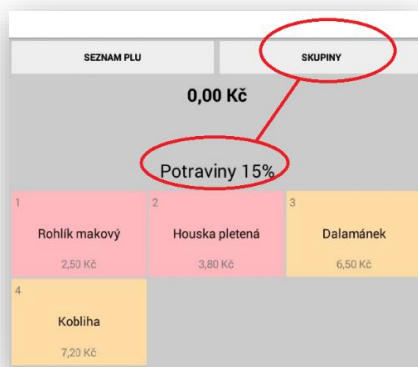 SEZNAM PLU SKUPINY
0,00 Kč
Potraviny 15%
1 2 3
Rohlík makový Houska pletená Dalamánek
2,50 Kč 3,80 Kč 6,50 Kč
4
Kobliha
7,20 Kč